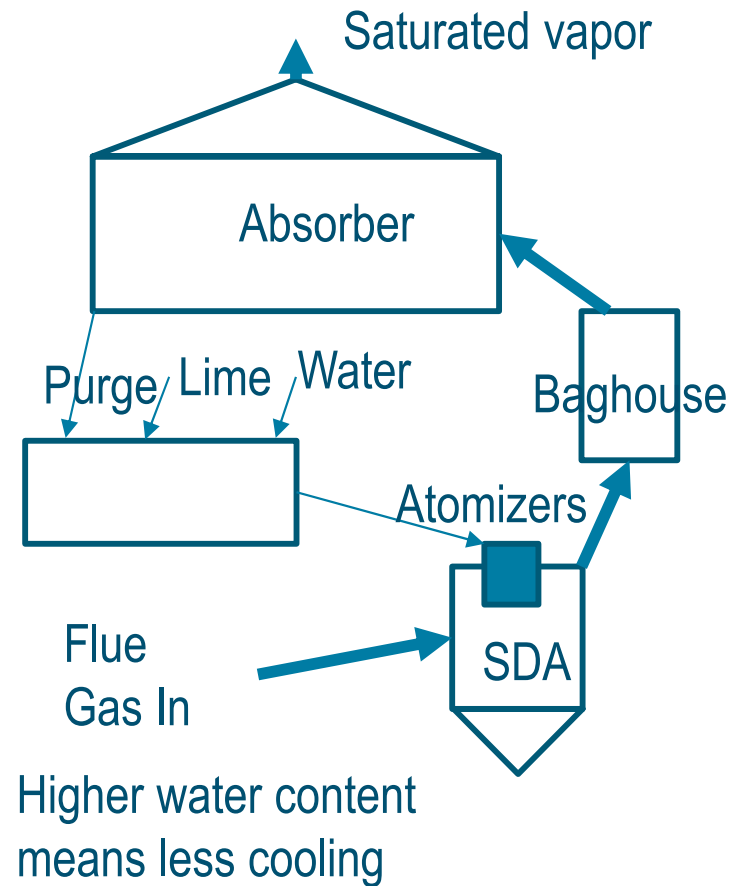 Saturated vapor
Absorber
Purge
Lime
Water
Baghouse
Atomizers
Flue
Gas In
SDA
Higher water content
means less cooling